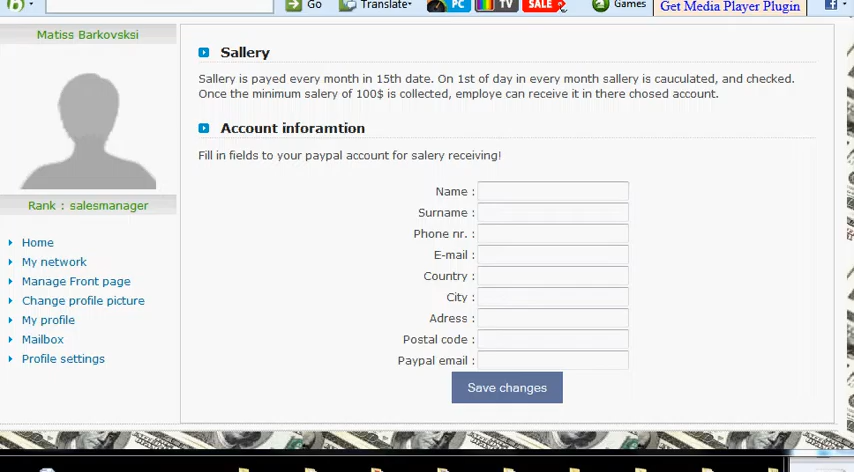 Go Translate PC TV SALE Games Get Media Player Plugin
Matiss Barkovsksi
Rank : salesmanager
Home
My network
Manage Front page
Change profile picture
My profile
Mailbox
Profile settings
Sallery
Sallery is payed every month in 15th date. On 1st of day in every month sallery is cauculated, and checked.
Once the minimum salery of 100$ is collected, employe can receive it in there chosed account.
Account inforamtion
Fill in fields to your paypal account for salery receiving!
Name :
Surname :
Phone nr. :
E-mail :
Country :
City :
Adress :
Postal code :
Paypal email :
Save changes